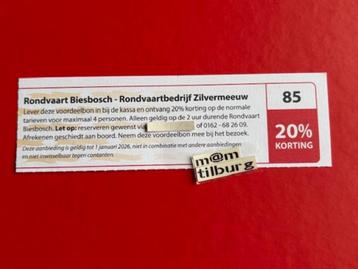 Rondvaart Biesbosch - Rondvaartbedrijf Zilvermeeuw
Lever deze voordeelbon in bij de kassa en ontvang 20% korting op de normale
tarieven voor maximaal 4 personen. Alleen geldig op de 2 uur durende Rondvaart
Biesbosch. Let op: reserveren gewenst via of 0162 - 68 26 09.
Afrekenen geschiedt aan boord. Neem deze voordeelbon mee bij het bezoek.
Deze aanbieding is geldig tot 1 januari 2026, niet in combinatie met andere aanbiedingen
en niet inwisselbaar tegen contanten.
85
20%
KORTING
m@m
tilburg